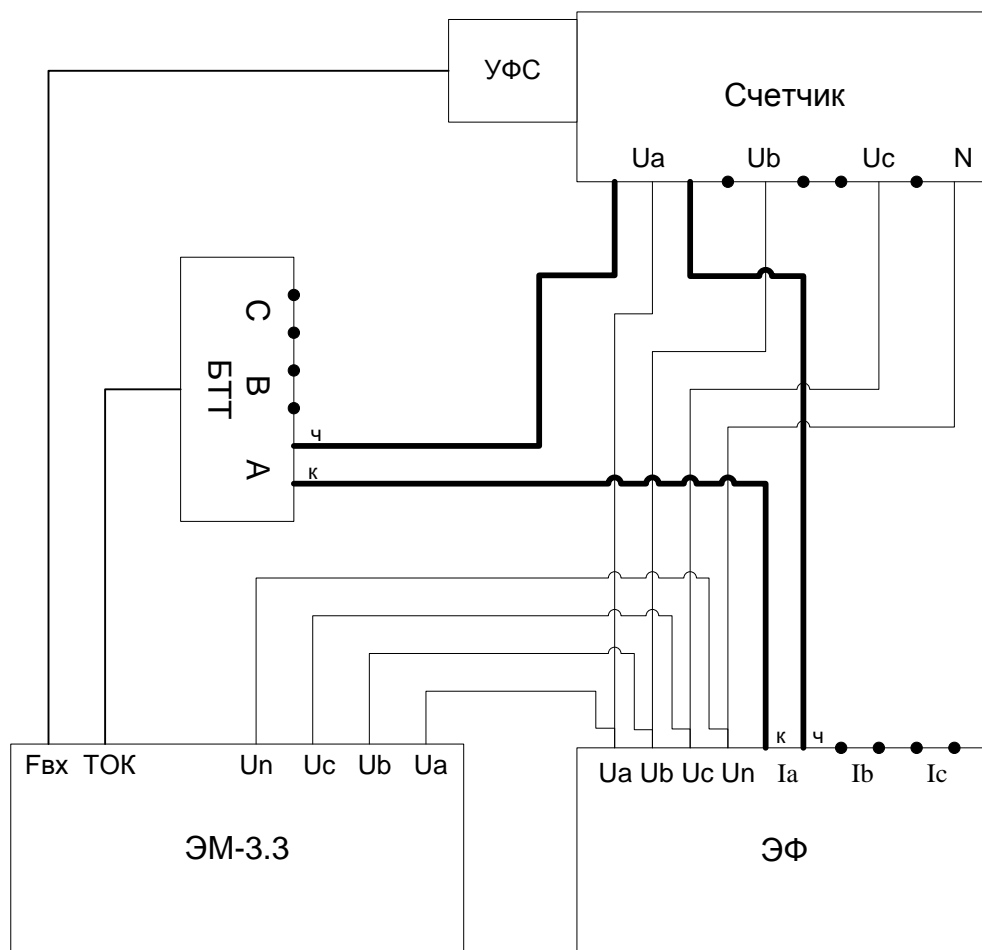 УФС
Счетчик
Ua Ub Uc N
С
В
БТТ
А
ч
к
к ч
Fвх ТОК Un Uc Ub Ua
Ua Ub Uc Un Ia Ib Ic
ЭМ-3.3
ЭФ